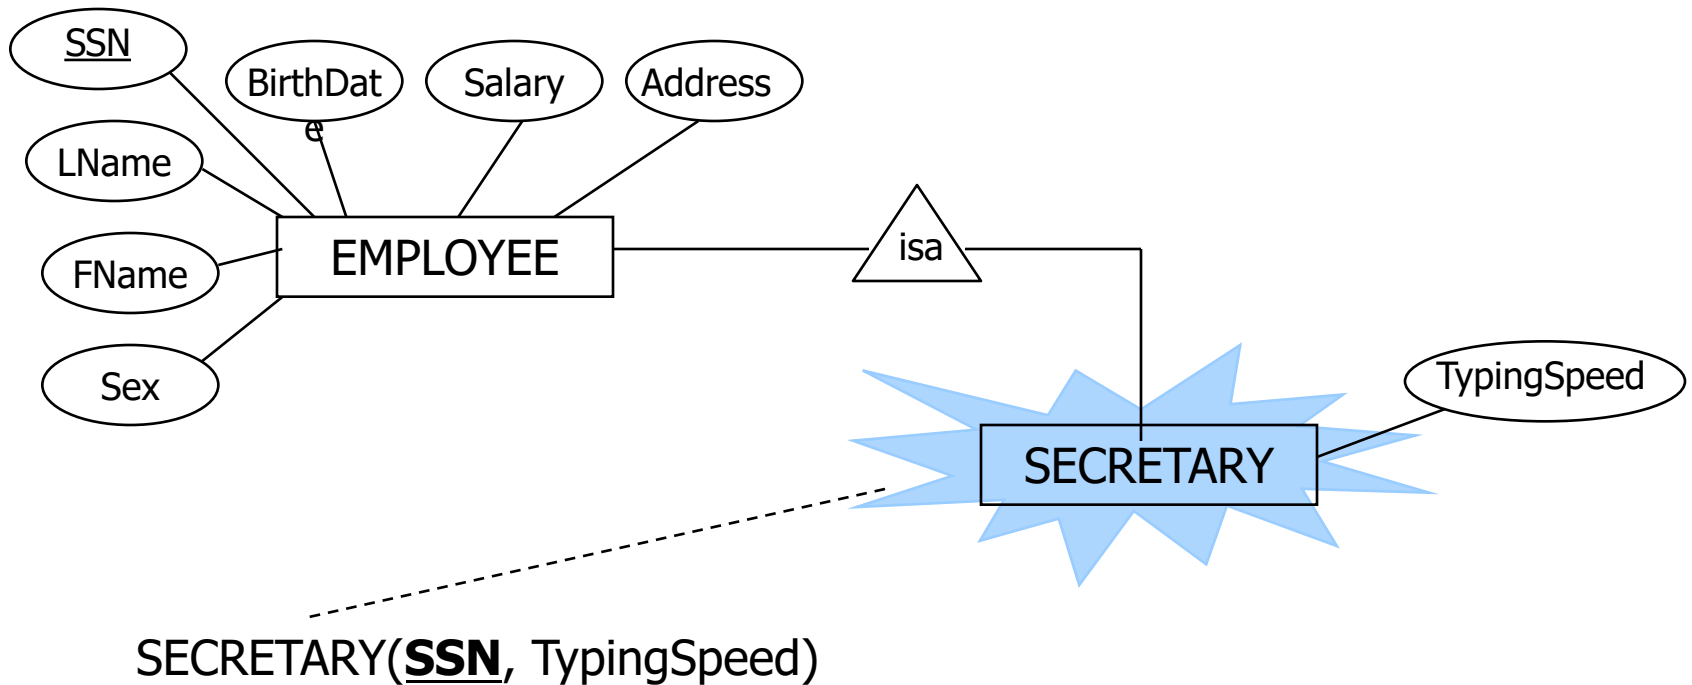 SSN
BirthDat
e
Salary
Address
LName
EMPLOYEE
isa
FName
Sex
TypingSpeed
SECRETARY
SECRETARY(SSN, TypingSpeed)